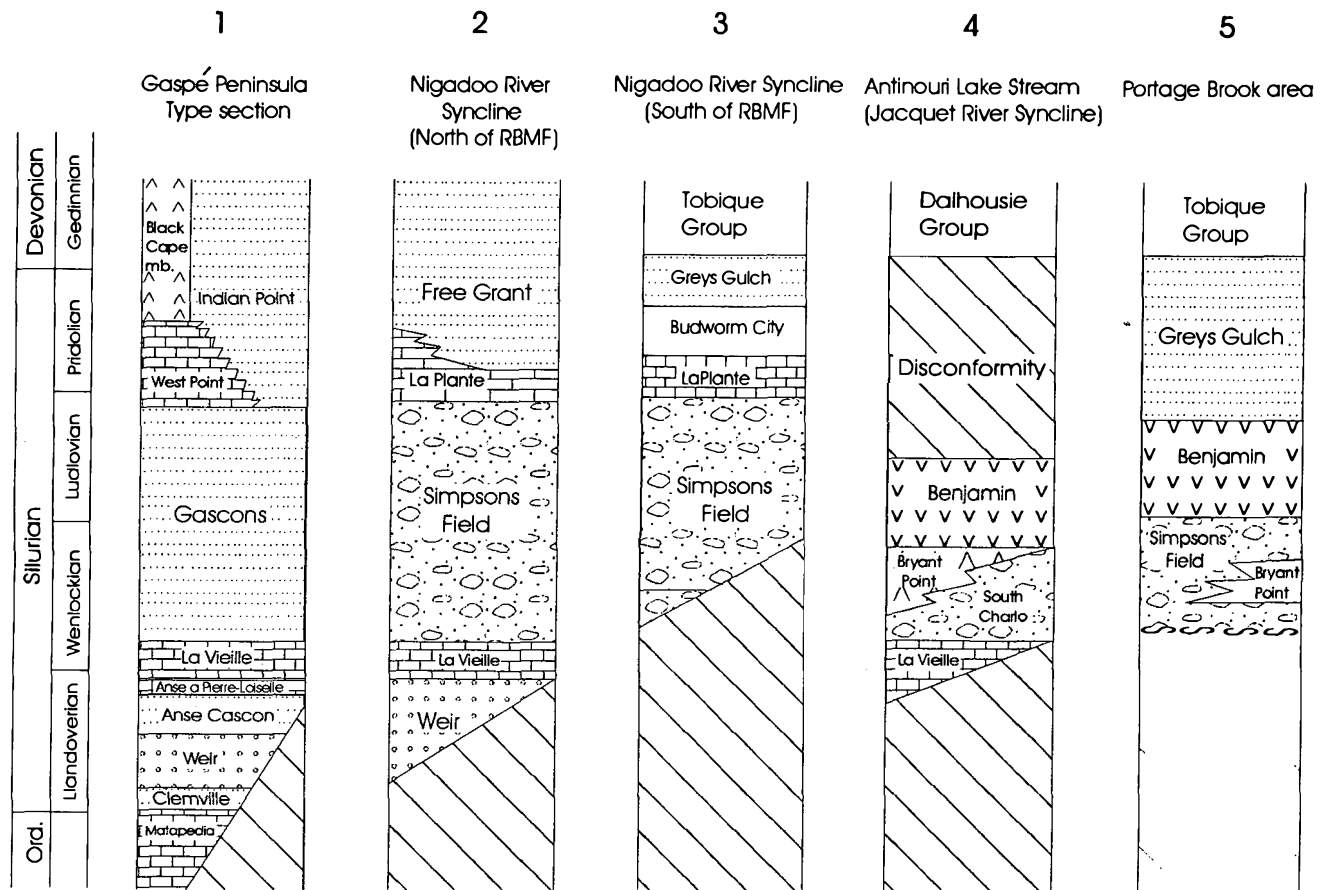 1
2
3
4
5
Gaspé Peninsula
Type section
Nigadoo River
Syncline
(North of RBMF)
Nigadoo River Syncline
(South of RBMF)
Antinouri Lake Stream
(Jacquet River Syncline)
Portage Brook area
Devonian
Silurian
Ord.
Gedinnian
Pridolian
Ludlovian
Wenlockian
Llandoverian
Black
Cape
mb.
Indian Point
West Point
Gascons
La Vieille
Anse a Pierre-Loiselle
Anse Cascon
Weir
Clemville
Matapedia
Free Grant
La Plante
Simpsons
Field
La Vieille
Weir
Tobique
Group
Greys Gulch
Budworm City
LaPlante
Simpsons
Field
Dalhousie
Group
Disconformity
Benjamin
Bryant
Point
South
Charlo
La Vieille
Tobique
Group
Greys Gulch
Benjamin
Simpsons
Field
Bryant
Point